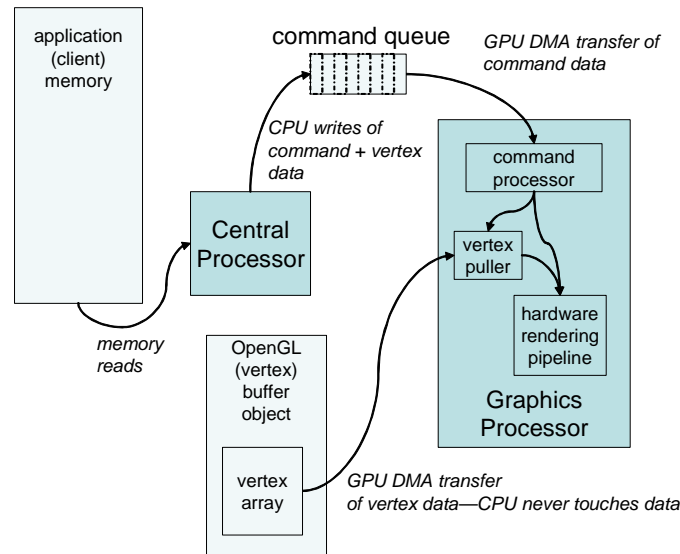 application
(client)
memory
command queue
GPU DMA transfer of
command data
CPU writes of
command + vertex
data
command
processor
Central
Processor
vertex
puller
memory
reads
hardware
rendering
pipeline
OpenGL
(vertex)
buffer
object
Graphics
Processor
vertex
array
GPU DMA transfer
of vertex data—CPU never touches data